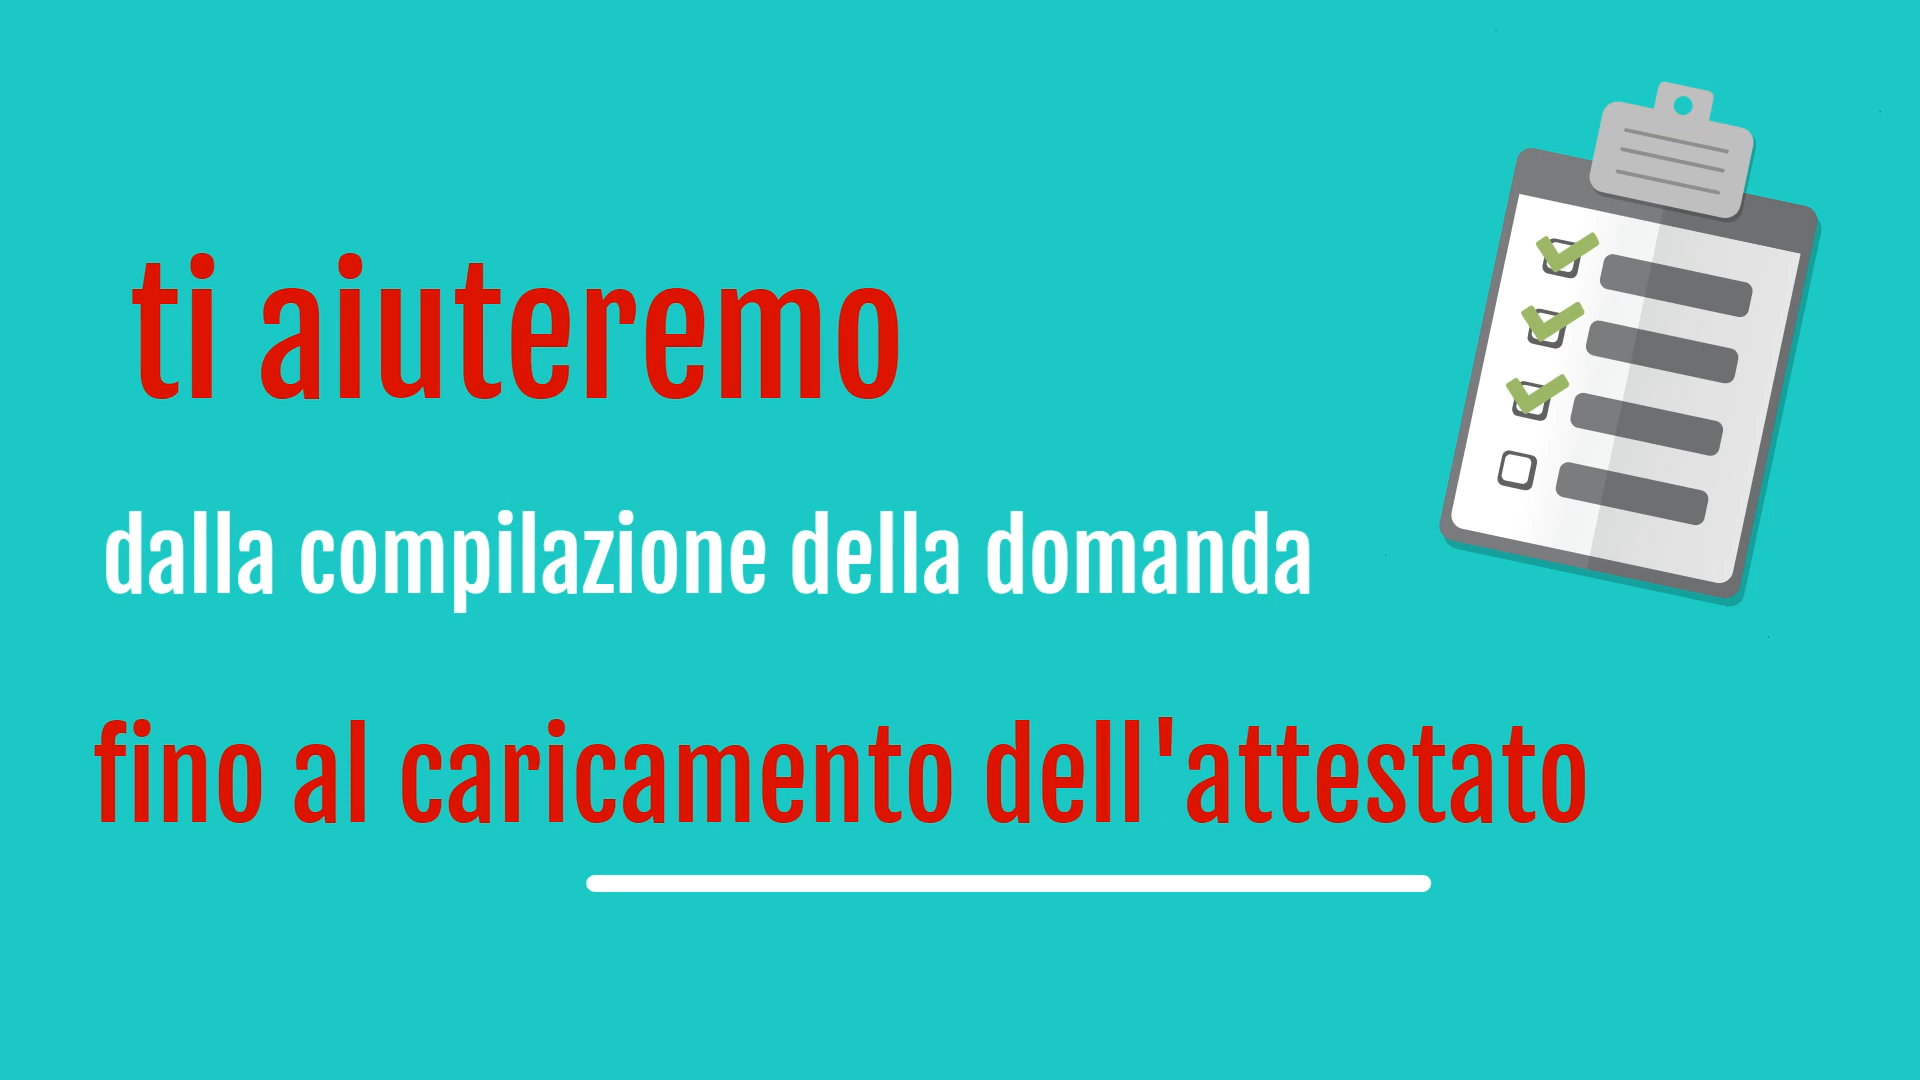 ti aiuteremo
dalla compilazione della domanda
fino al caricamento dell'attestato